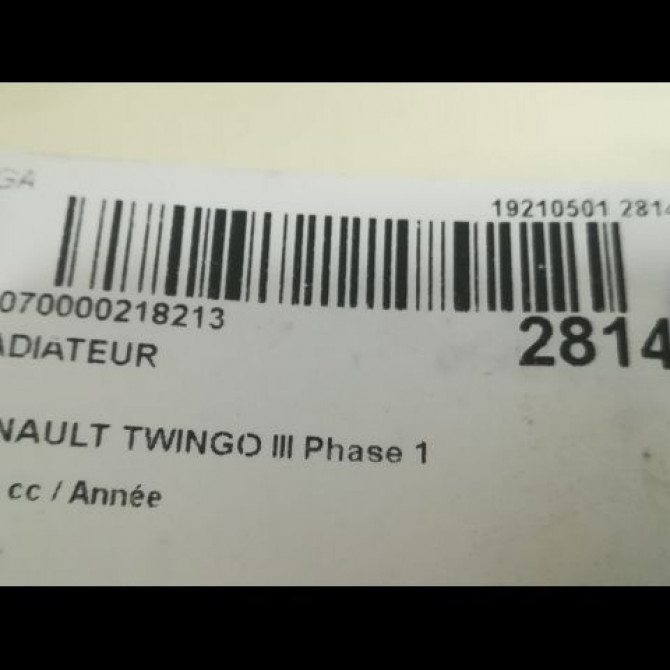 GA
19210501 2814
070000218213
2814
ADIATEUR
NAULT TWINGO III Phase 1
cc / Année